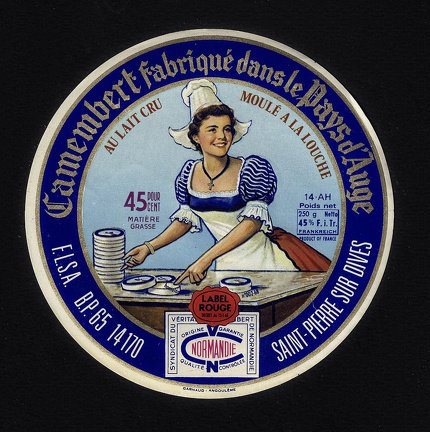 Camembert fabriqué dans le Pays d'Auge
AU LAIT CRU
MOULÉ A LA LOUCHE
45 POUR CENT
MATIÈRE
GRASSE
14-AH
Poids net
250 g Netto
45% F.i.Tr.
FRANKREICH
PRODUCT OF FRANCE
F.L.S.A. B.P. 65 14170
SAINT-PIERRE SUR DIVES
LABEL
ROUGE
SYNDICAT DU VÉRITABLE
DE NORMANDIE
ORIGINE GARANTIE
NORMANDIE
QUALITÉ CONTROLÉE
GARNAUD - ANGOULÊME